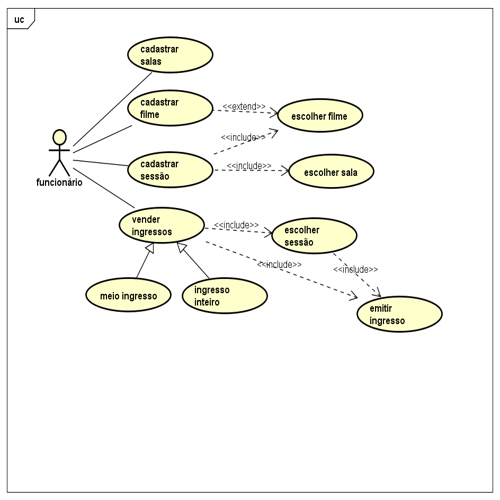 uc
cadastrar
salas
cadastrar
filme
<<extend>>
escolher filme
<<include>>
funcionário
cadastrar
sessão
<<include>>
escolher sala
vender
ingressos
<<include>>
escolher
sessão
<<include>>
<<include>>
meio ingresso
ingresso
inteiro
emitir
ingresso